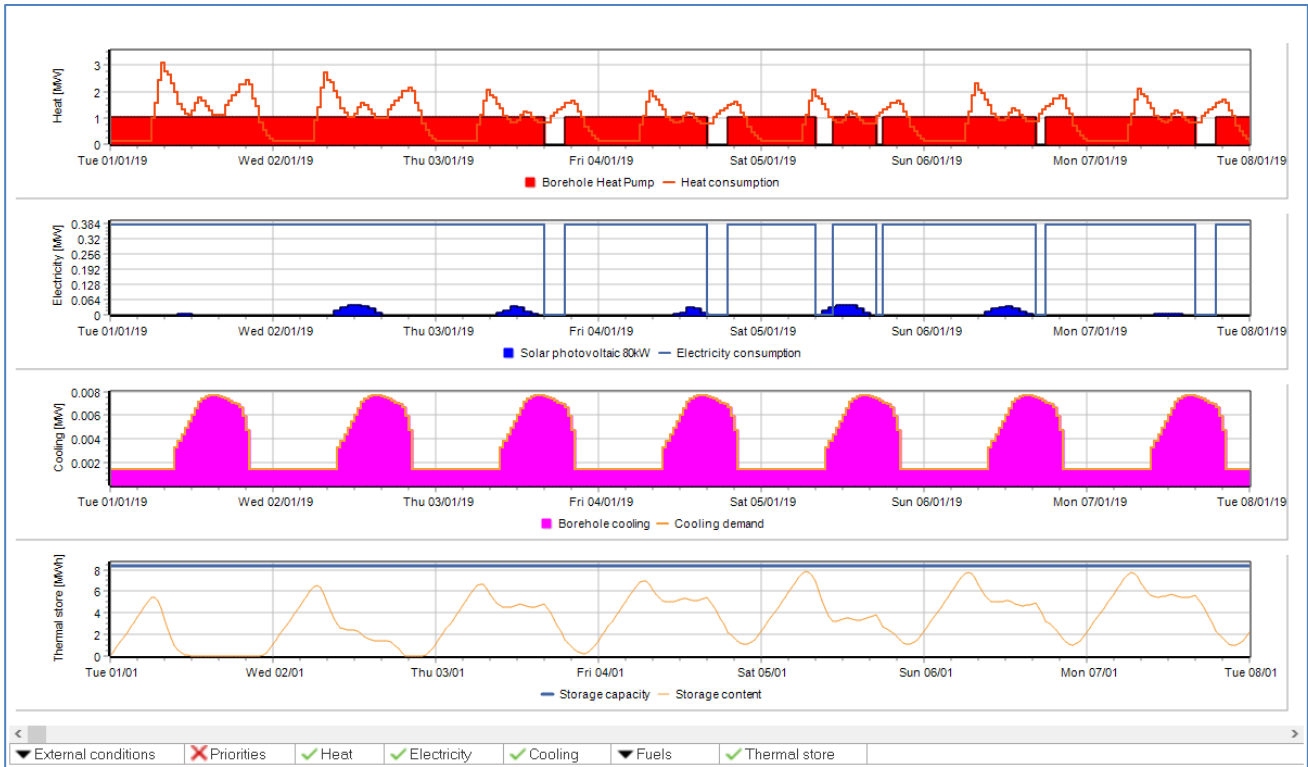 Heat [MW]
3
2
1
0
Tue 01/01/19 Wed 02/01/19 Thu 03/01/19 Fri 04/01/19 Sat 05/01/19 Sun 06/01/19 Mon 07/01/19 Tue 08/01/19
Borehole Heat Pump Heat consumption
Electricity [MW]
0.384
0.32
0.256
0.192
0.128
0.064
0
Tue 01/01/19 Wed 02/01/19 Thu 03/01/19 Fri 04/01/19 Sat 05/01/19 Sun 06/01/19 Mon 07/01/19 Tue 08/01/19
Solar photovoltaic 80kW Electricity consumption
Cooling [MW]
0.008
0.006
0.004
0.002
Tue 01/01/19 Wed 02/01/19 Thu 03/01/19 Fri 04/01/19 Sat 05/01/19 Sun 06/01/19 Mon 07/01/19 Tue 08/01/19
Borehole cooling Cooling demand
Thermal store [MWh]
8
6
4
2
0
Tue 01/01 Wed 02/01 Thu 03/01 Fri 04/01 Sat 05/01 Sun 06/01 Mon 07/01 Tue 08/01
Storage capacity Storage content
External conditions Priorities Heat Electricity Cooling Fuels Thermal store